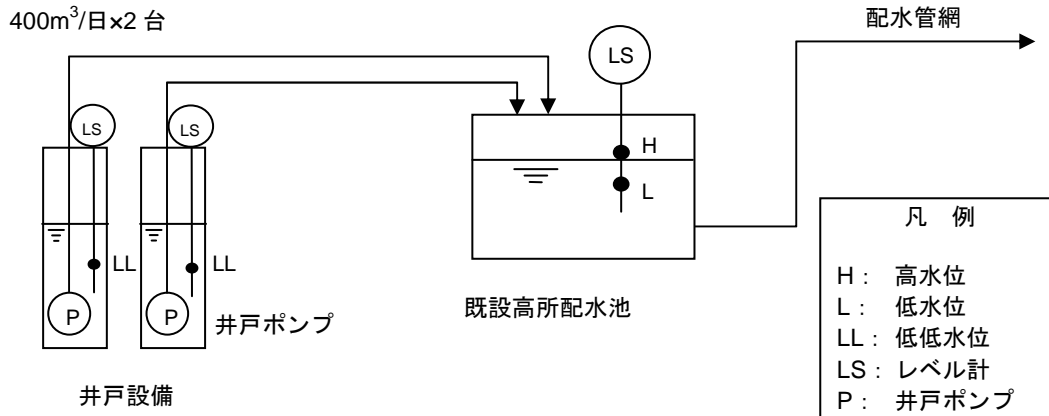 400m³/日×2 台
配水管網
LS
LS
LS
H
L
LL
LL
P
P
井戸ポンプ
既設高所配水池
井戸設備
凡 例
H： 高水位
L： 低水位
LL： 低低水位
LS： レベル計
P： 井戸ポンプ